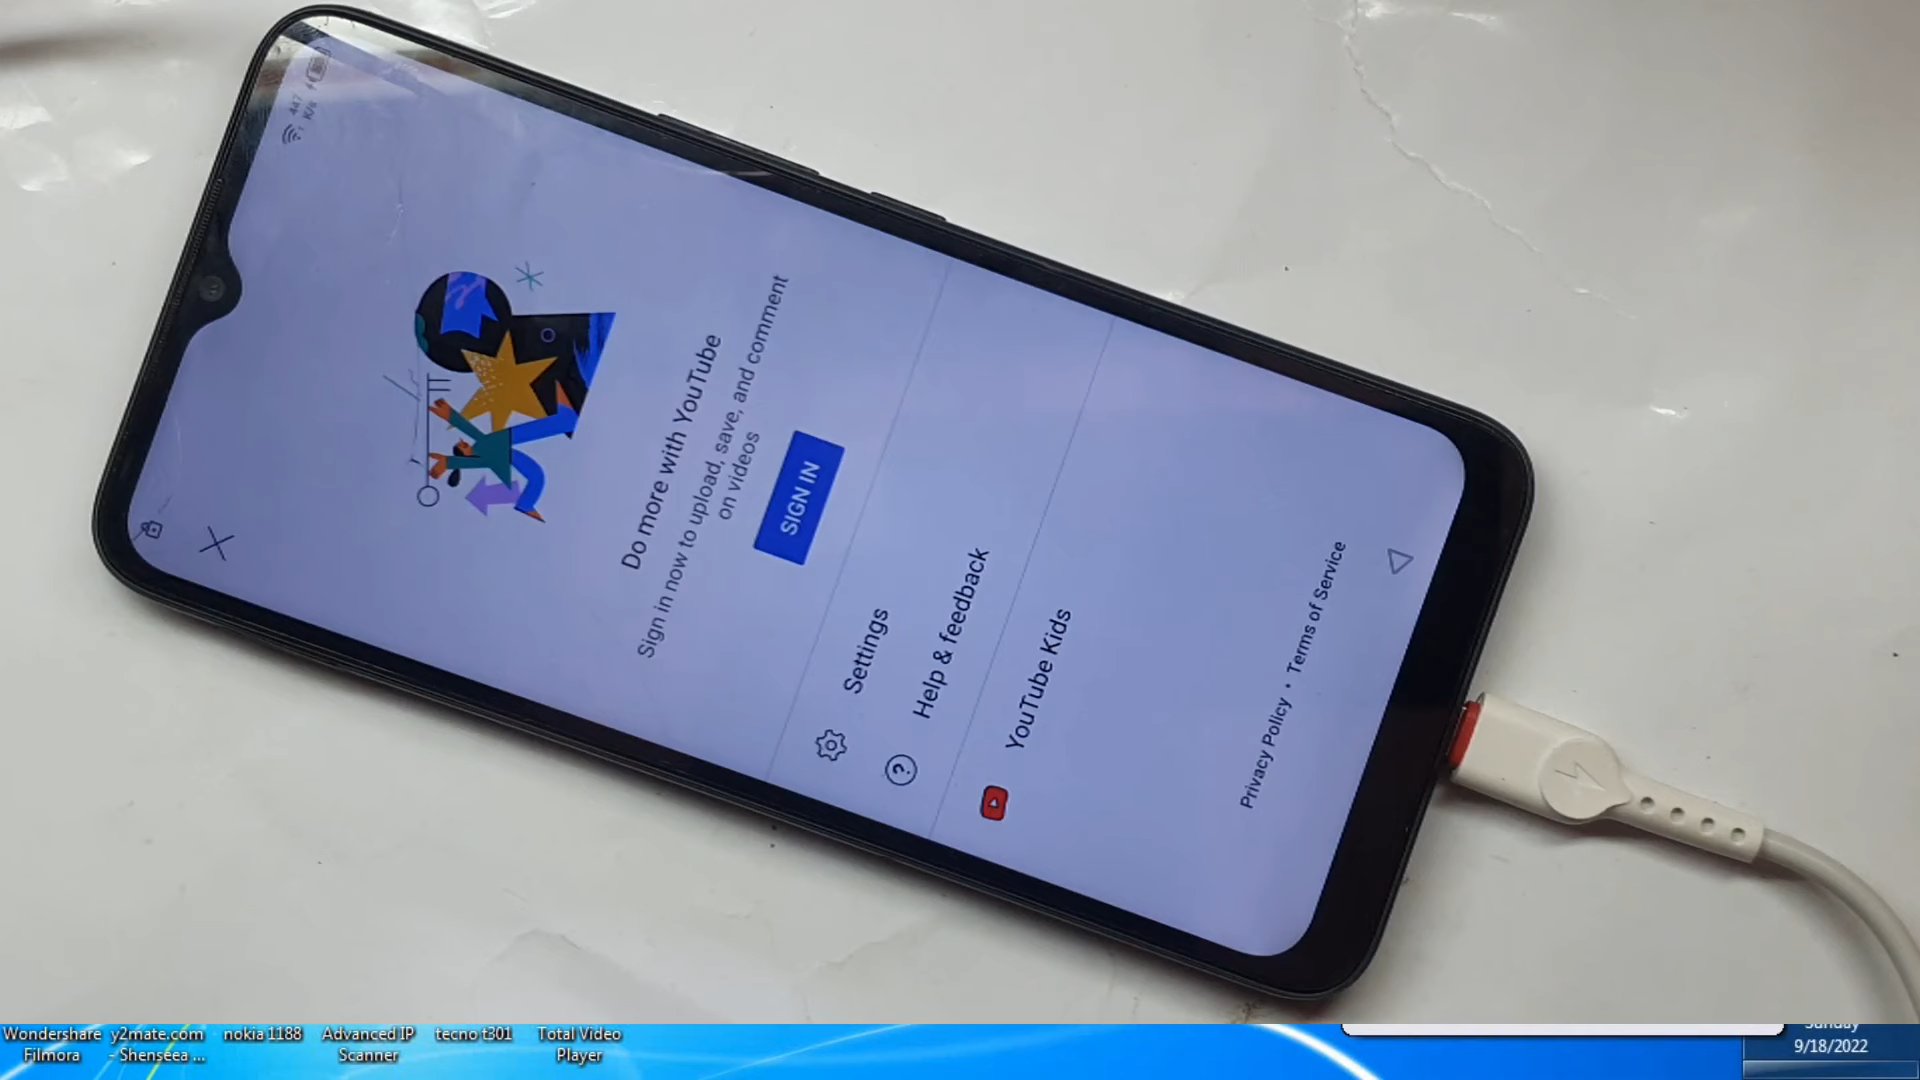 447
K/s
Do more with YouTube
Sign in now to upload, save, and comment
on videos
SIGN IN
Settings
Help & feedback
YouTube Kids
Privacy Policy • Terms of Service
Wondershare Filmora
y2mate.com - Shenseea ...
nokia 1188
Advanced IP Scanner
tecno t301
Total Video Player
Sunday
9/18/2022